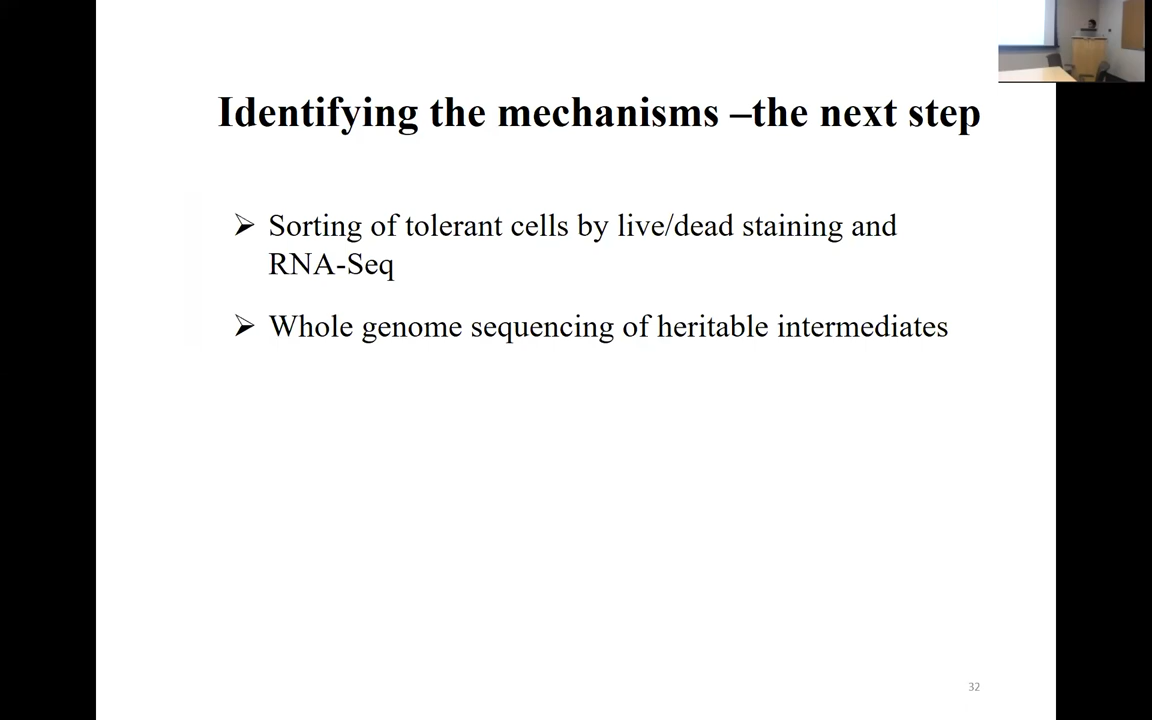 Identifying the mechanisms –the next step
➢ Sorting of tolerant cells by live/dead staining and
RNA-Seq
➢ Whole genome sequencing of heritable intermediates
32